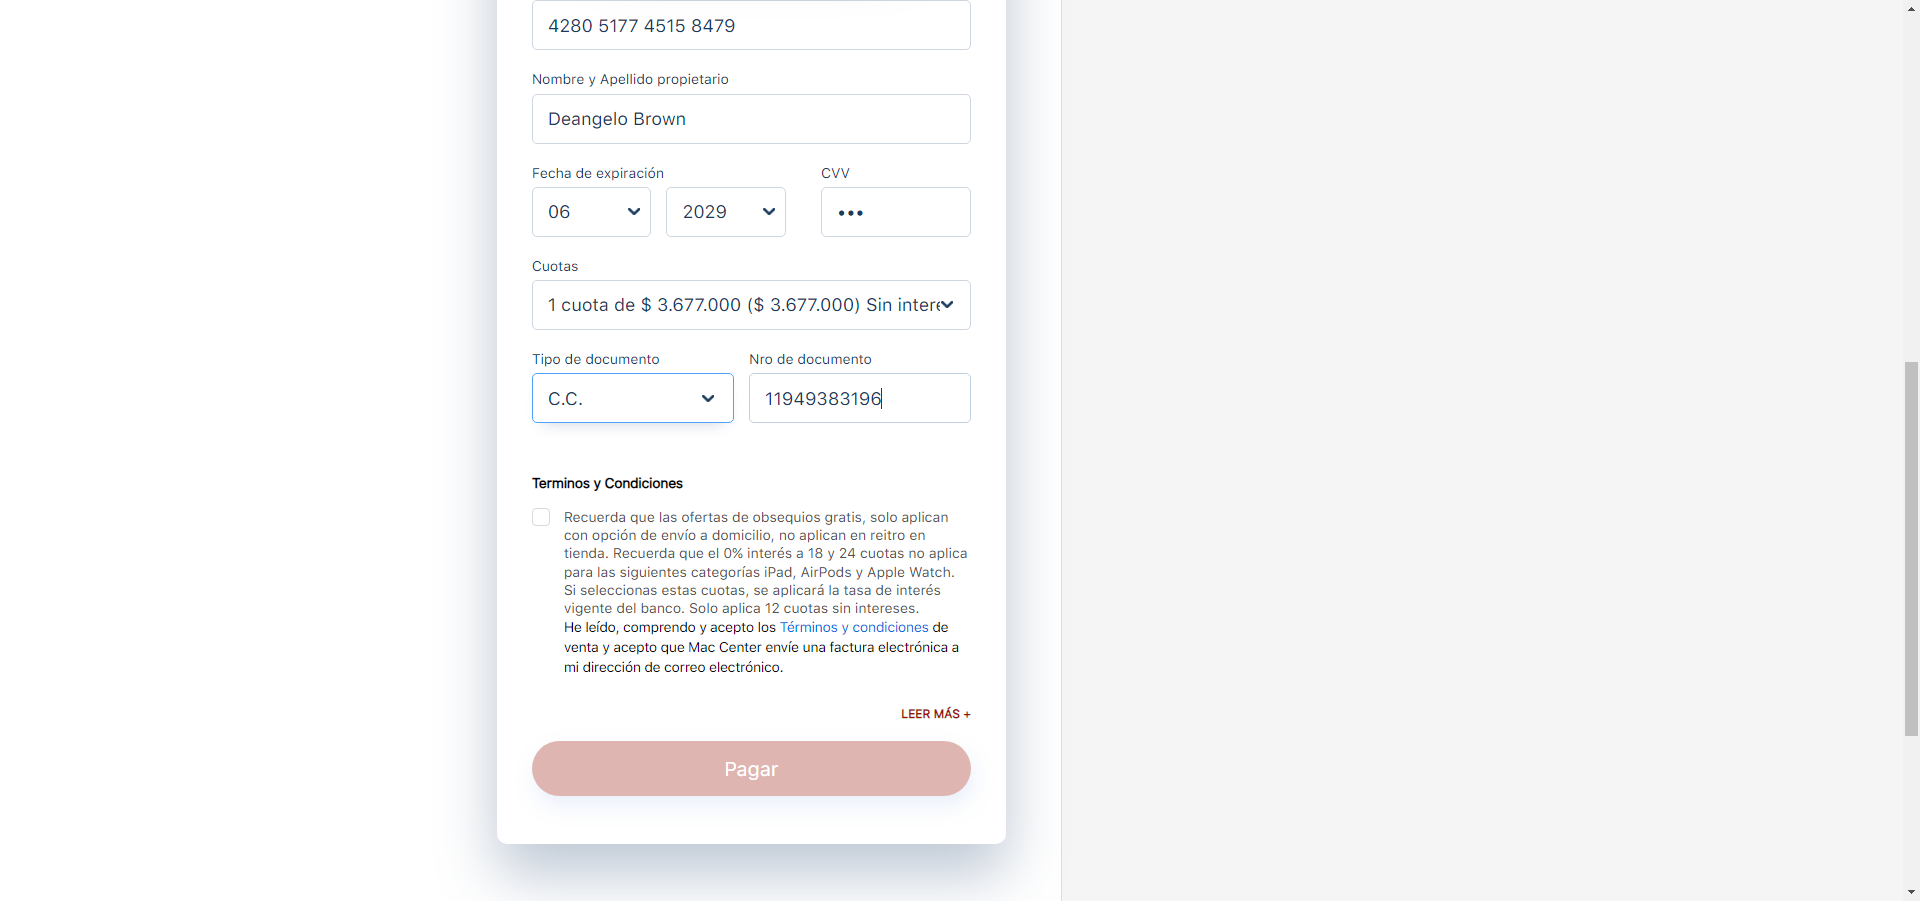 4280 5177 4515 8479
Nombre y Apellido propietario
Deangelo Brown
Fecha de expiración
CVV
06
2029
•••
Cuotas
1 cuota de $ 3.677.000 ($ 3.677.000) Sin intere
Tipo de documento
Nro de documento
C.C.
11949383196
Terminos y Condiciones
Recuerda que las ofertas de obsequios gratis, solo aplican
con opción de envío a domicilio, no aplican en reitro en
tienda. Recuerda que el 0% interés a 18 y 24 cuotas no aplica
para las siguientes categorías iPad, AirPods y Apple Watch.
Si seleccionas estas cuotas, se aplicará la tasa de interés
vigente del banco. Solo aplica 12 cuotas sin intereses.
He leído, comprendo y acepto los Términos y condiciones de
venta y acepto que Mac Center envíe una factura electrónica a
mi dirección de correo electrónico.
LEER MÁS +
Pagar